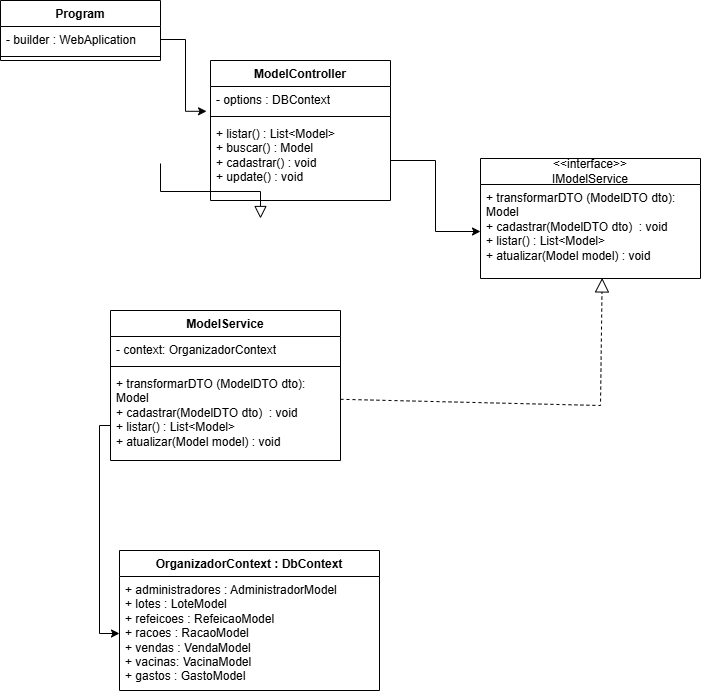 Program
- builder : WebAplication
ModelController
- options : DBContext
+ listar() : List<Model>
+ buscar() : Model
+ cadastrar() : void
+ update() : void
<<interface>>
IModelService
+ transformarDTO (ModelDTO dto):
Model
+ cadastrar(ModelDTO dto)  : void
+ listar() : List<Model>
+ atualizar(Model model) : void
ModelService
- context: OrganizadorContext
+ transformarDTO (ModelDTO dto):
Model
+ cadastrar(ModelDTO dto)  : void
+ listar() : List<Model>
+ atualizar(Model model) : void
OrganizadorContext : DbContext
+ administradores : AdministradorModel
+ lotes : LoteModel
+ refeicoes : RefeicaoModel
+ racoes : RacaoModel
+ vendas : VendaModel
+ vacinas: VacinaModel
+ gastos : GastoModel